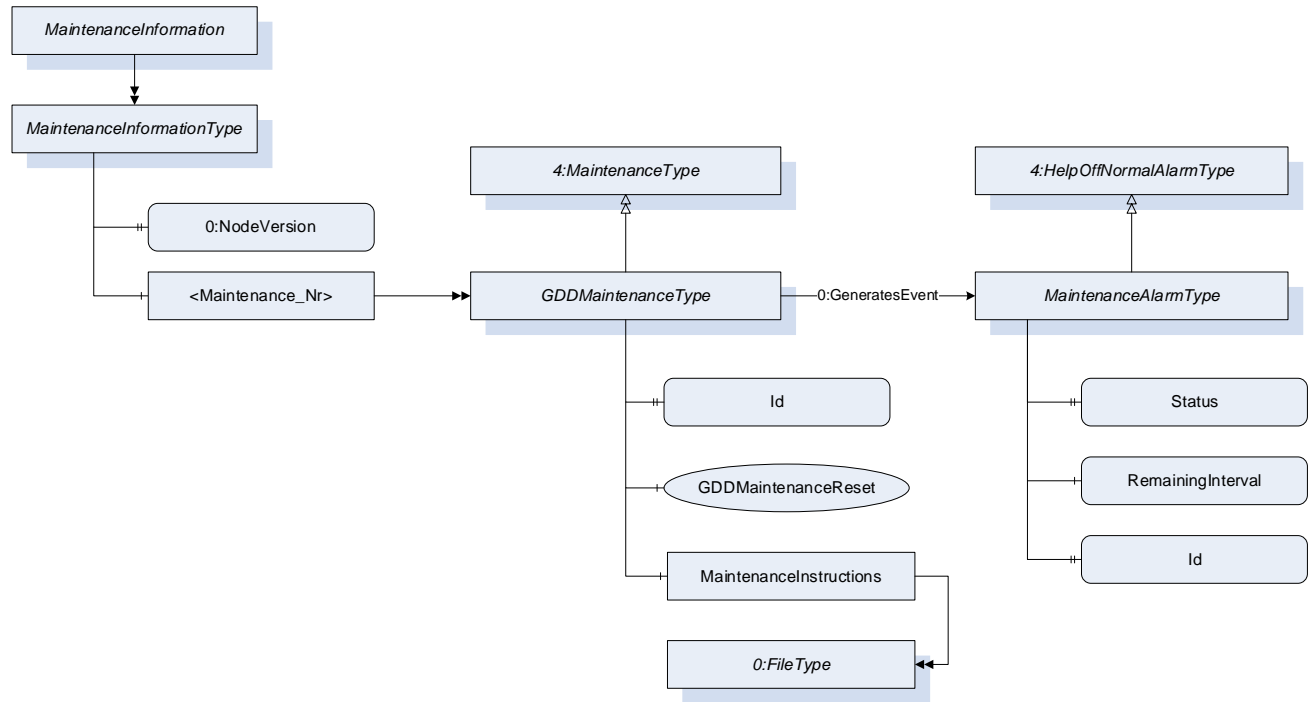 MaintenanceInformation
MaintenanceInformationType
0:NodeVersion
<Maintenance_Nr>
4:MaintenanceType
GDDMaintenanceType
0:GeneratesEvent
4:HelpOffNormalAlarmType
MaintenanceAlarmType
Id
GDDMaintenanceReset
MaintenanceInstructions
0:FileType
Status
RemainingInterval
Id